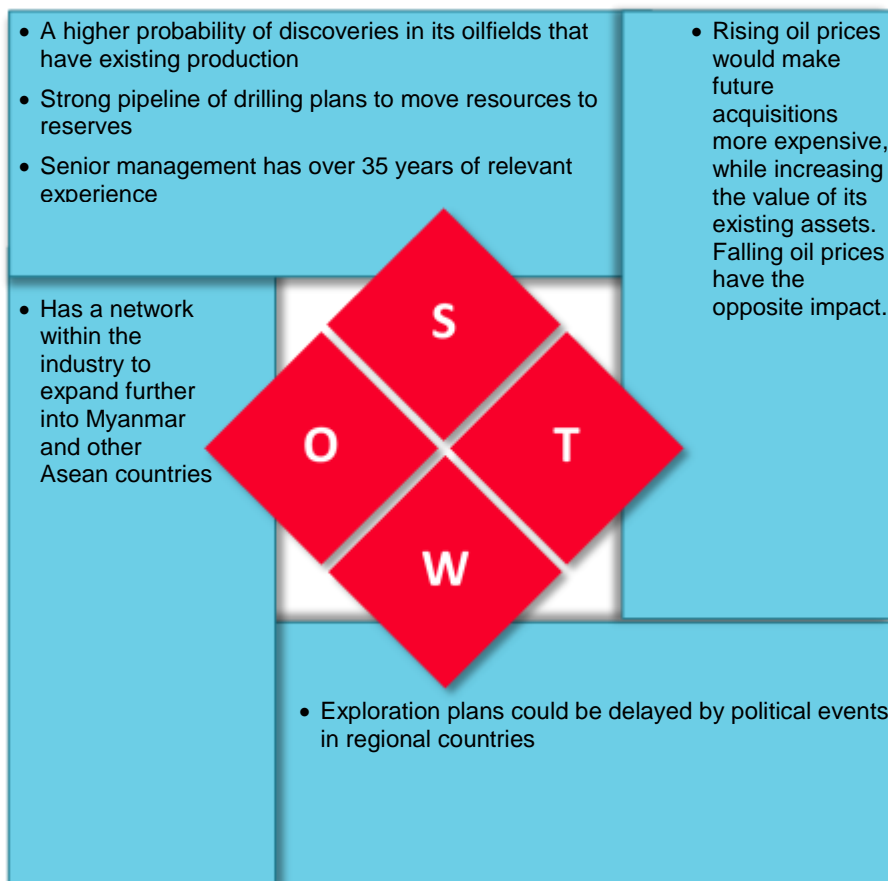 • A higher probability of discoveries in its oilfields that
have existing production
• Strong pipeline of drilling plans to move resources to
reserves
• Senior management has over 35 years of relevant
experience
• Rising oil prices
would make
future
acquisitions
more expensive,
while increasing
the value of its
existing assets.
Falling oil prices
have the
opposite impact.
• Has a network
within the
industry to
expand further
into Myanmar
and other
Asean countries
S
O
T
W
• Exploration plans could be delayed by political events
in regional countries